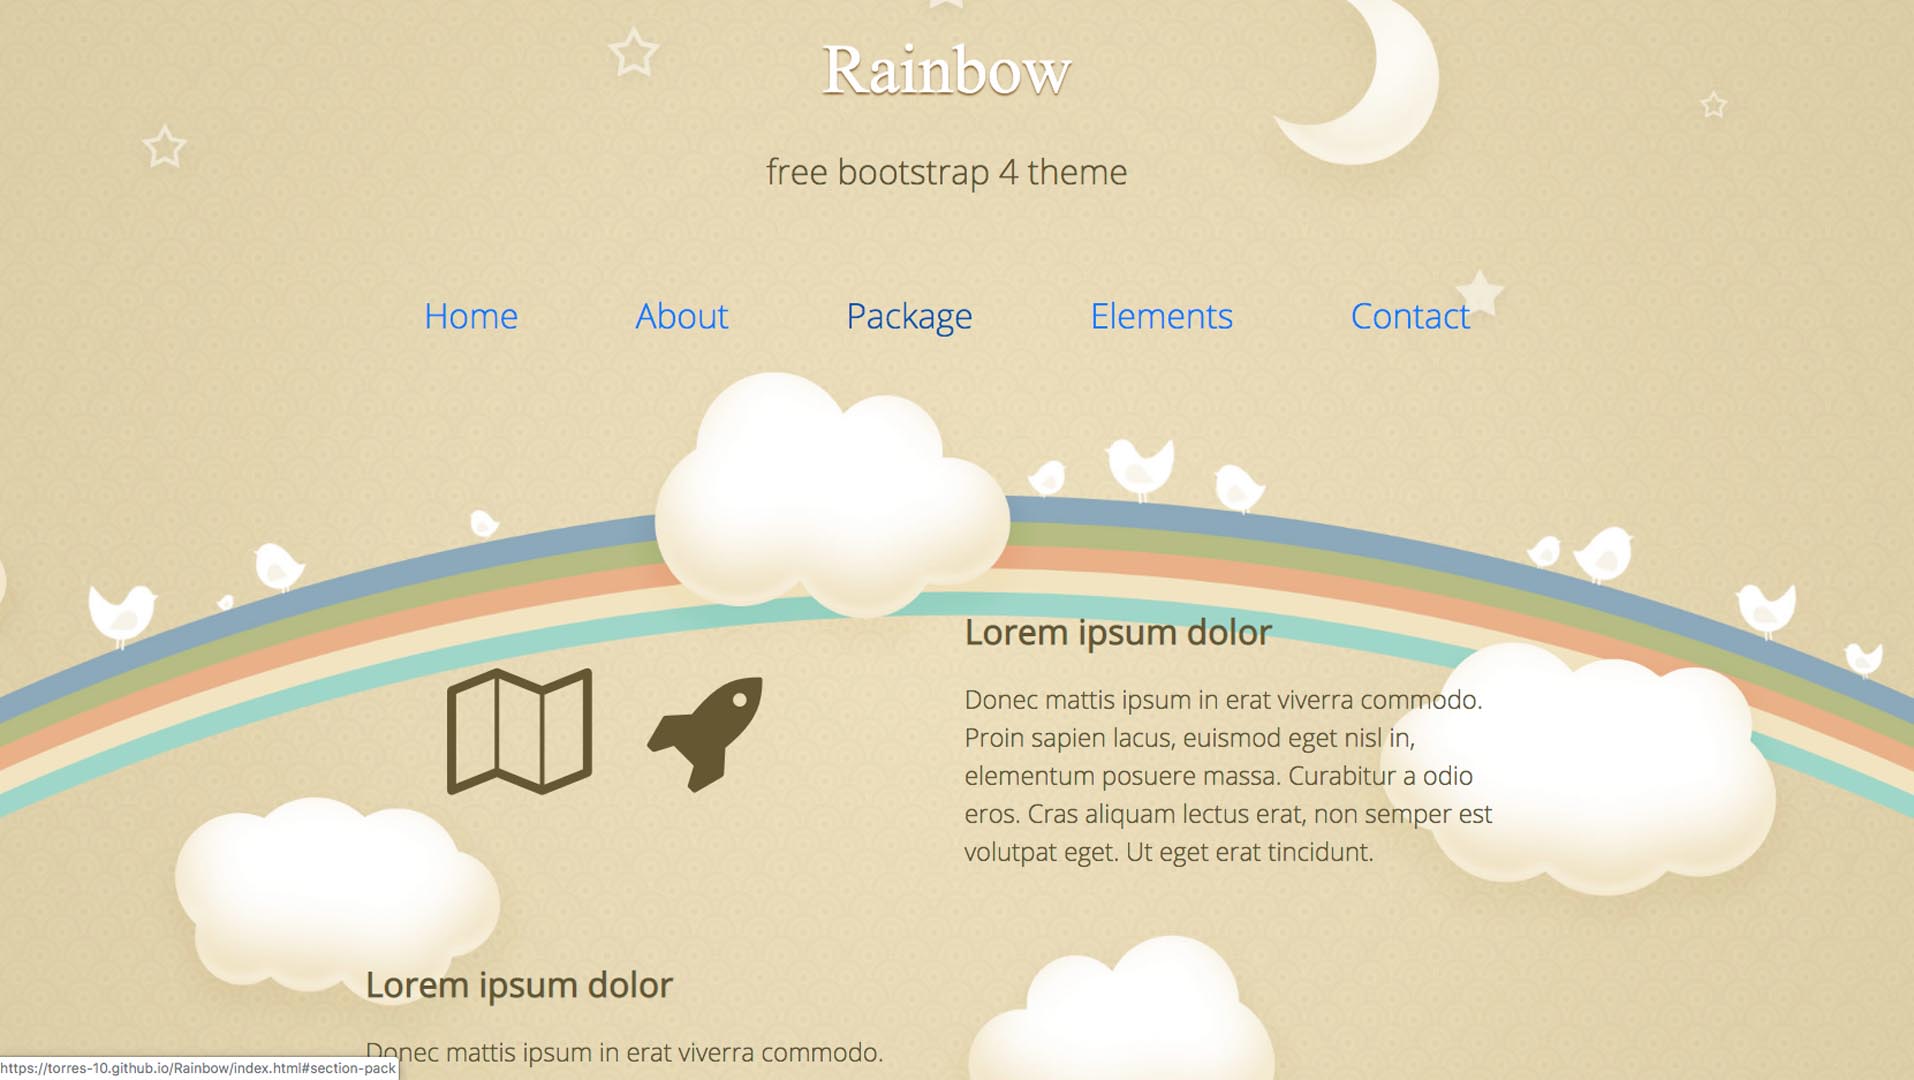 Rainbow
free bootstrap 4 theme
Home About Package Elements Contact
Lorem ipsum dolor
Donec mattis ipsum in erat viverra commodo.
Proin sapien lacus, euismod eget nisl in,
elementum posuere massa. Curabitur a odio
eros. Cras aliquam lectus erat, non semper est
volutpat eget. Ut eget erat tincidunt.
Lorem ipsum dolor
Donec mattis ipsum in erat viverra commodo.
https://torres-10.github.io/Rainbow/index.html#section-pack